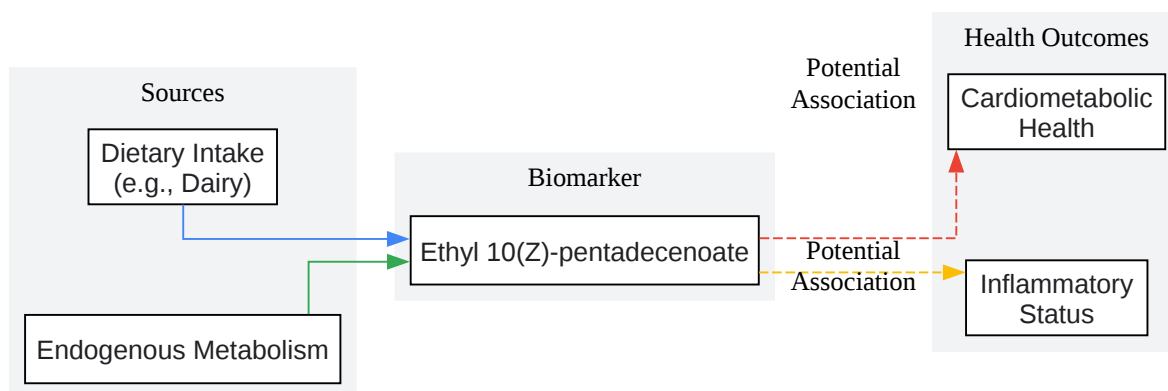 Sources
Dietary Intake
(e.g., Dairy)
Endogenous Metabolism
Biomarker
Ethyl 10(Z)-pentadecenoate
Potential
Association
Potential
Association
Health Outcomes
Cardiometabolic
Health
Inflammatory
Status